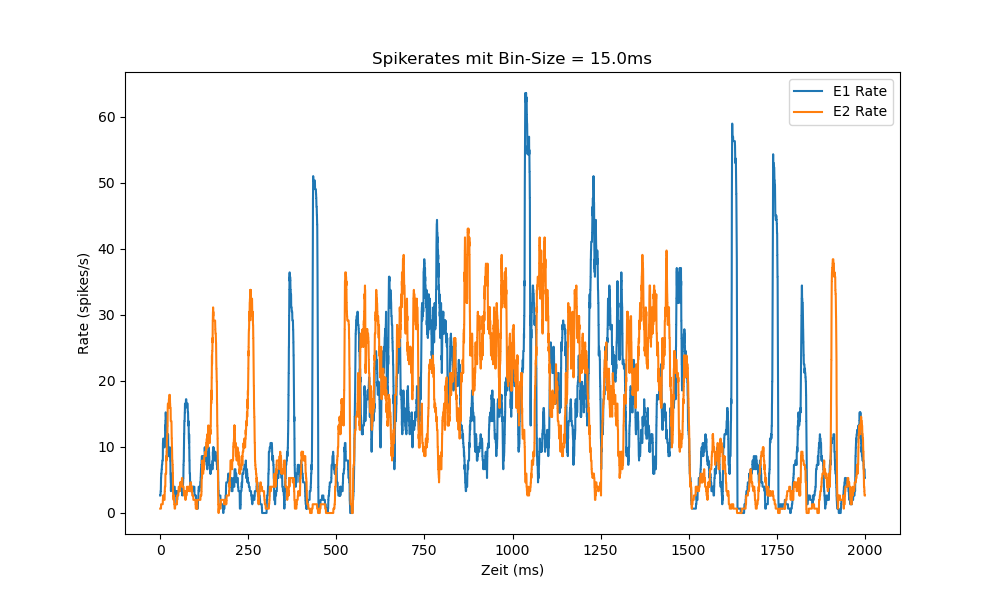 Spikerates mit Bin-Size = 15.0ms
E1 Rate
E2 Rate
Rate (spikes/s)
60
50
40
30
20
10
0
0 250 500 750 1000 1250 1500 1750 2000
Zeit (ms)